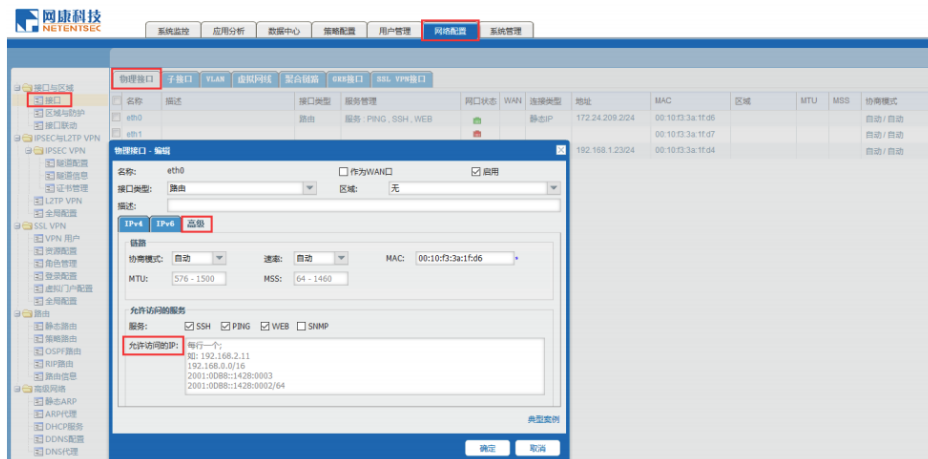 网康科技
NETENTSEC
系统监控 应用分析 数据中心 策略配置 用户管理 网络配置 系统管理
物理接口 子接口 VLAN 虚拟网线 聚合链路 GRE接口 SSL VPN接口
名称 描述 接口类型 服务管理 网口状态 WAN 连接类型 地址 MAC 区域 MTU MSS 协商模式
eth0 路由 服务 : PING , SSH , WEB 静态IP 172.24.209.2/24 00:10:f3:3a:1f:d6 自动 / 自动
eth1 00:10:f3:3a:1f:d7 自动 / 自动
192.168.1.23/24 00:10:f3:3a:1f:d4 自动 / 自动
接口与区域
接口
区域与防护
接口联动
IPSEC与L2TP VPN
IPSEC VPN
隧道配置
隧道信息
证书管理
L2TP VPN
全局配置
SSL VPN
VPN 用户
资源配置
角色管理
登录配置
虚拟门户配置
全局配置
路由
静态路由
策略路由
OSPF路由
RIP路由
路由信息
高级网络
静态ARP
ARP代理
DHCP服务
DDNS配置
DNS代理
物理接口 - 编辑
名称: eth0 作为WAN口 启用
接口类型: 路由 区域: 无
描述:
IPv4 IPv6 高级
链路
协商模式: 自动 速率: 自动 MAC: 00:10:f3:3a:1f:d6 *
MTU: 576 - 1500 MSS: 64 - 1460
允许访问的服务
服务: SSH PING WEB SNMP
允许访问的IP: 每行一个;
如: 192.168.2.11
192.168.0.0/16
2001:0DB8::1428:0003
2001:0DB8::1428:0002/64
典型案例
确定 取消